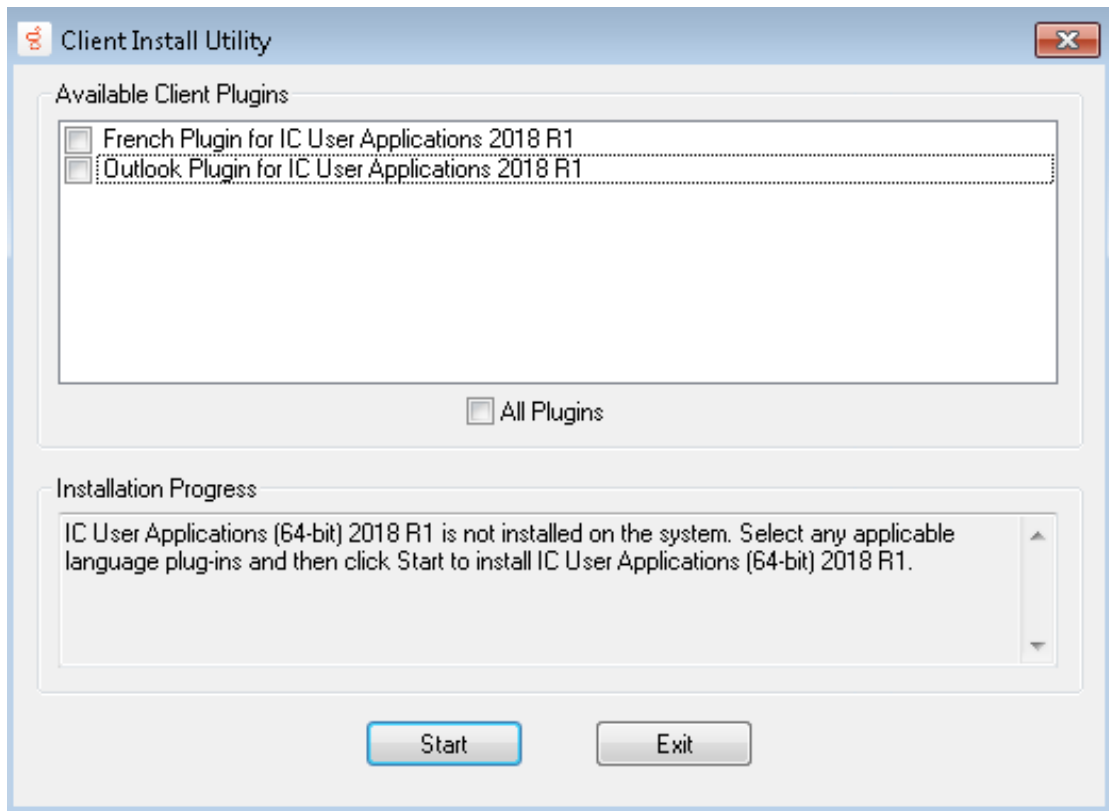 Client Install Utility
Available Client Plugins
French Plugin for IC User Applications 2018 R1
Outlook Plugin for IC User Applications 2018 R1
All Plugins
Installation Progress
IC User Applications (64-bit) 2018 R1 is not installed on the system. Select any applicable
language plug-ins and then click Start to install IC User Applications (64-bit) 2018 R1.
Start
Exit